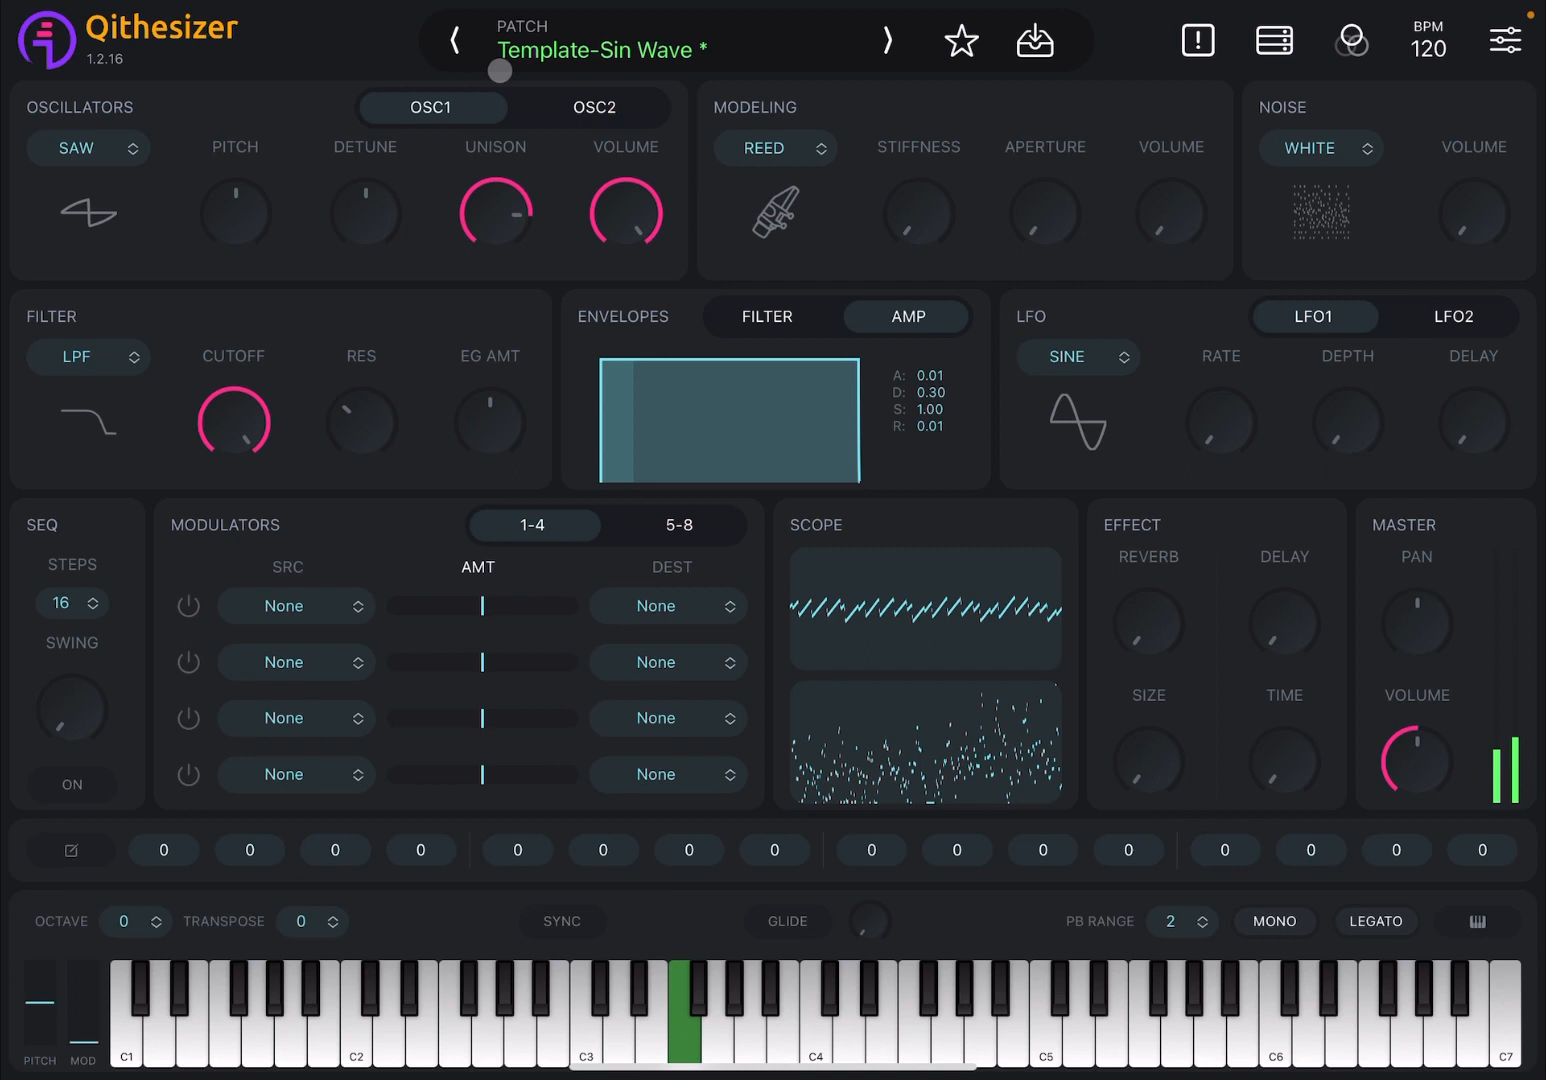 Qithesizer
1.2.16
PATCH
Template-Sin Wave *
BPM
120
OSCILLATORS
OSC1
OSC2
SAW
PITCH
DETUNE
UNISON
VOLUME
MODELING
REED
STIFFNESS
APERTURE
VOLUME
NOISE
WHITE
VOLUME
FILTER
LPF
CUTOFF
RES
EG AMT
ENVELOPES
FILTER
AMP
A: 0.01
D: 0.30
S: 1.00
R: 0.01
LFO
LFO1
LFO2
SINE
RATE
DEPTH
DELAY
SEQ
STEPS
16
SWING
ON
MODULATORS
1-4
5-8
SRC
AMT
DEST
None
None
None
None
None
None
None
None
SCOPE
EFFECT
REVERB
DELAY
SIZE
TIME
MASTER
PAN
VOLUME
0 0 0 0 0 0 0 0 0 0 0 0 0 0 0 0
OCTAVE 0 TRANSPOSE 0 SYNC GLIDE PB RANGE 2 MONO LEGATO
PITCH MOD C1 C2 C3 C4 C5 C6 C7